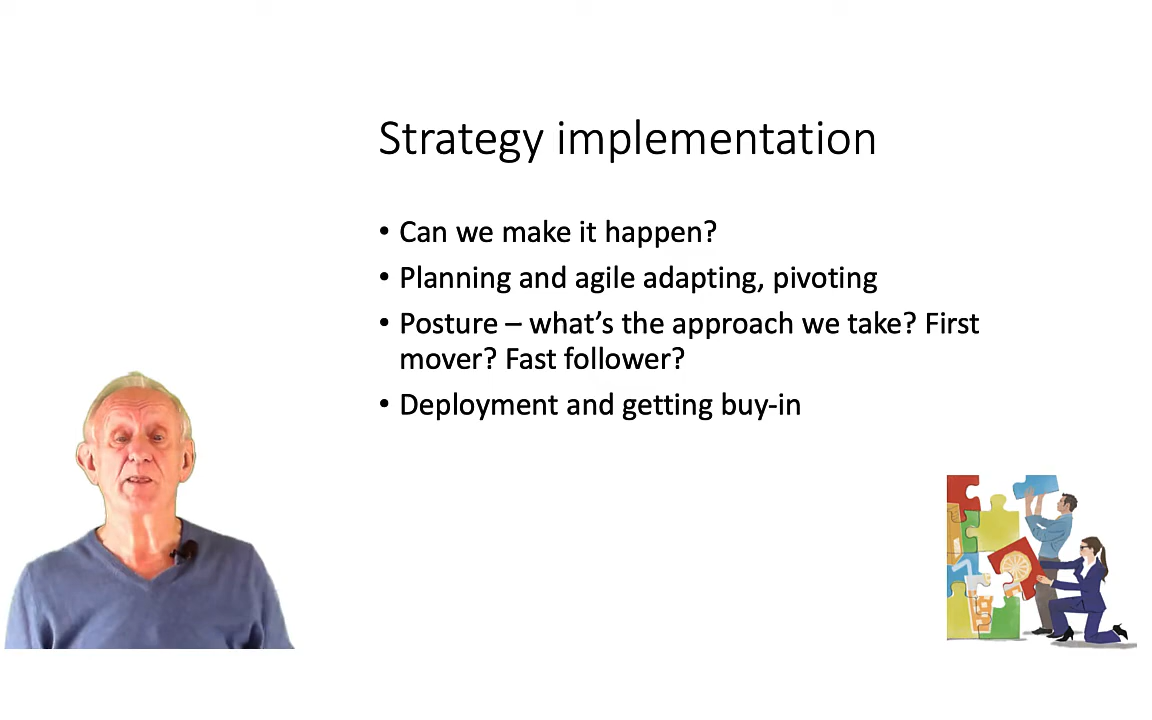 Strategy implementation
• Can we make it happen?
• Planning and agile adapting, pivoting
• Posture – what’s the approach we take? First
mover? Fast follower?
• Deployment and getting buy-in